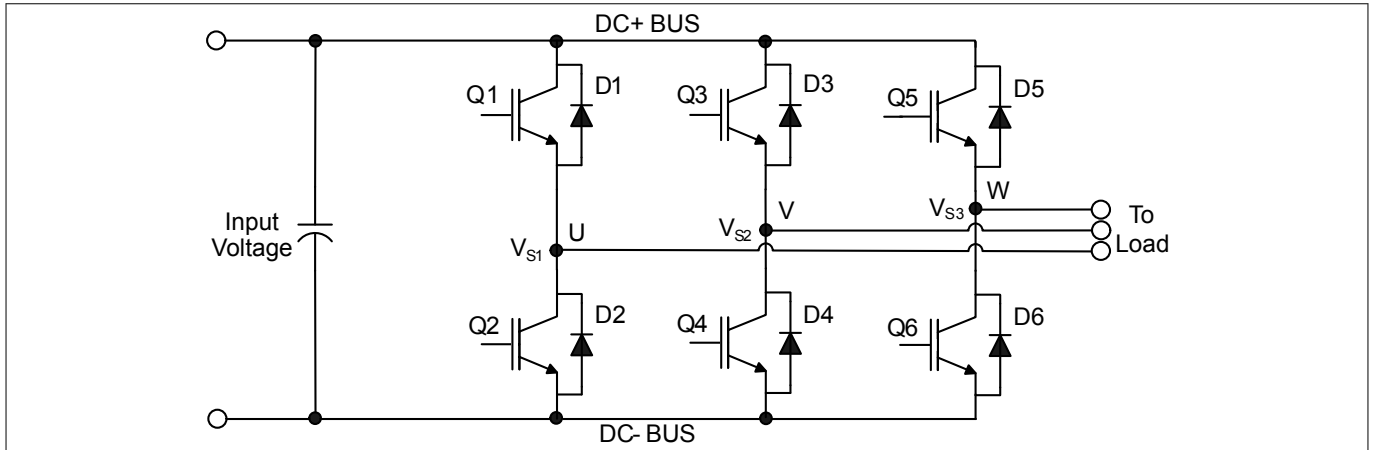 DC+ BUS
Q1
D1
Q3
D3
Q5
D5
Input
Voltage
VS1
U
VS2
V
VS3
W
To
Load
Q2
D2
Q4
D4
Q6
D6
DC- BUS